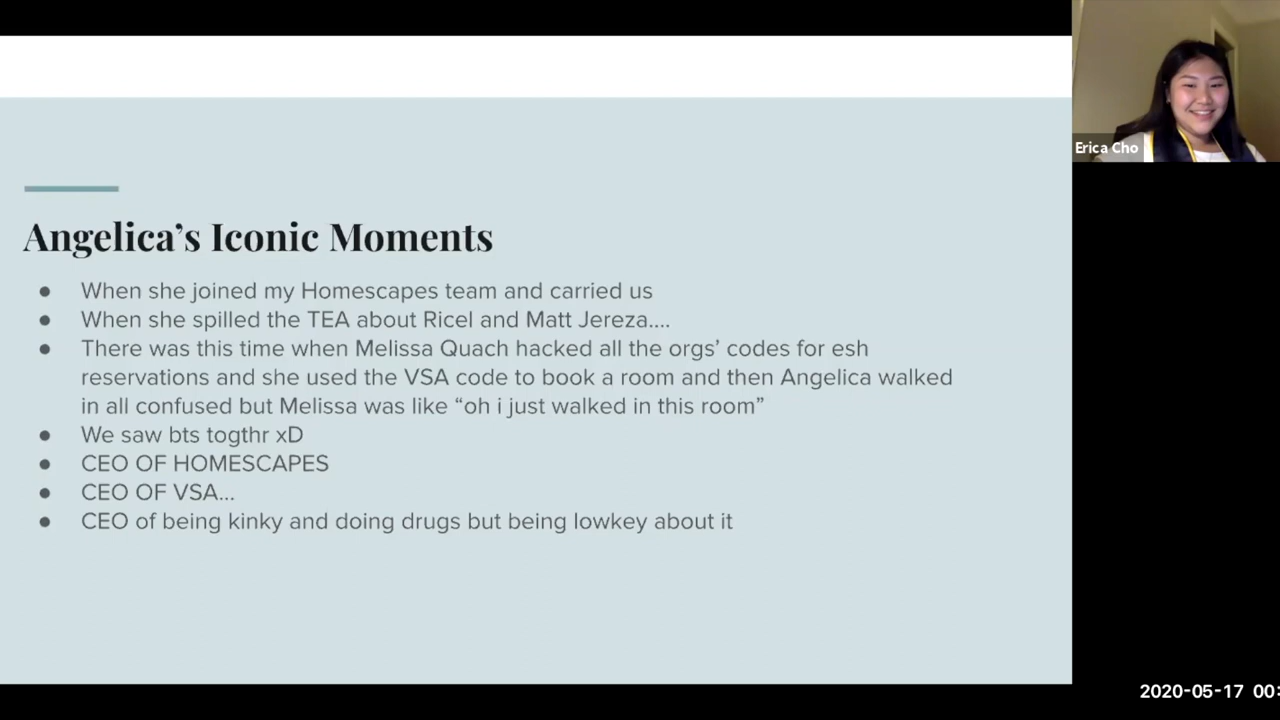 Erica Cho
Angelica’s Iconic Moments
● When she joined my Homescapes team and carried us
● When she spilled the TEA about Ricel and Matt Jereza....
● There was this time when Melissa Quach hacked all the orgs’ codes for esh
reservations and she used the VSA code to book a room and then Angelica walked
in all confused but Melissa was like “oh i just walked in this room”
● We saw bts togthr xD
● CEO OF HOMESCAPES
● CEO OF VSA...
● CEO of being kinky and doing drugs but being lowkey about it
2020-05-17 00: